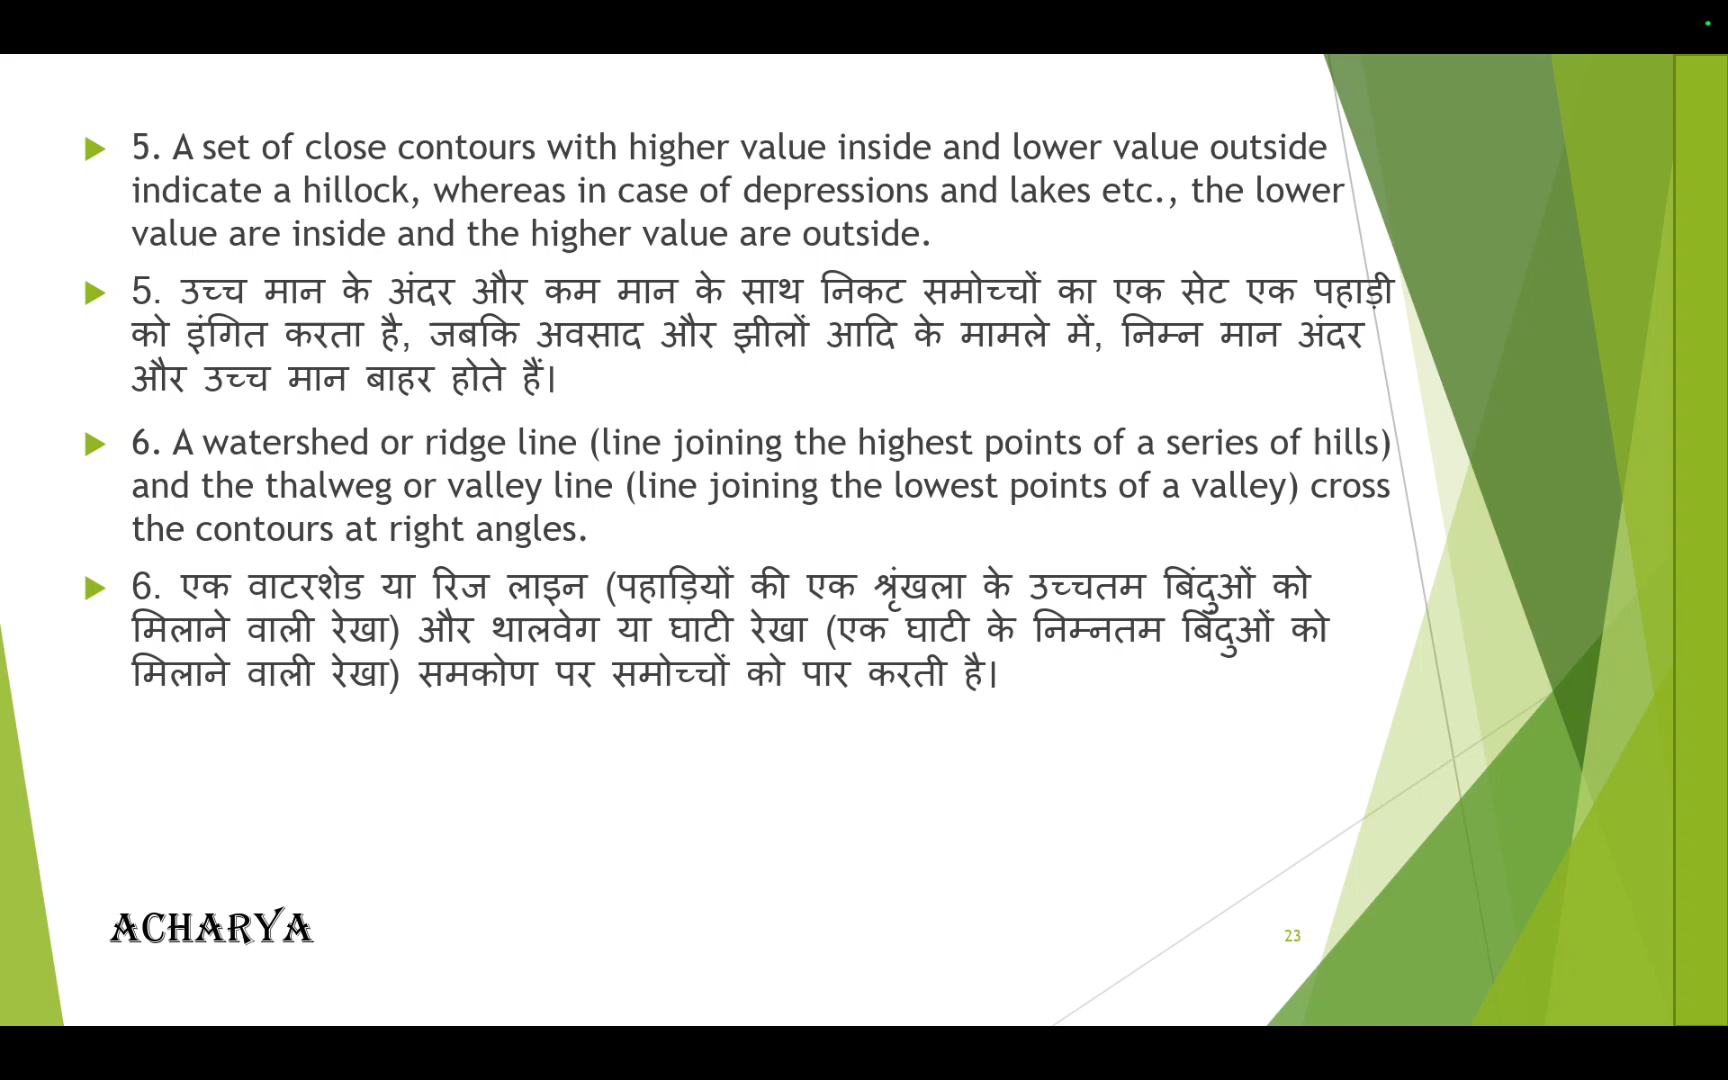 5. A set of close contours with higher value inside and lower value outside
indicate a hillock, whereas in case of depressions and lakes etc., the lower
value are inside and the higher value are outside.
5. उच्च मान के अंदर और कम मान के साथ निकट समोच्चों का एक सेट एक पहाड़ी
को इंगित करता है, जबकि अवसाद और झीलों आदि के मामले में, निम्न मान अंदर
और उच्च मान बाहर होते हैं।
6. A watershed or ridge line (line joining the highest points of a series of hills)
and the thalweg or valley line (line joining the lowest points of a valley) cross
the contours at right angles.
6. एक वाटरशेड या रिज लाइन (पहाड़ियों की एक श्रृंखला के उच्चतम बिंदुओं को
मिलाने वाली रेखा) और थालवेग या घाटी रेखा (एक घाटी के निम्नतम बिंदुओं को
मिलाने वाली रेखा) समकोण पर समोच्चों को पार करती है।
ACHARYA
23